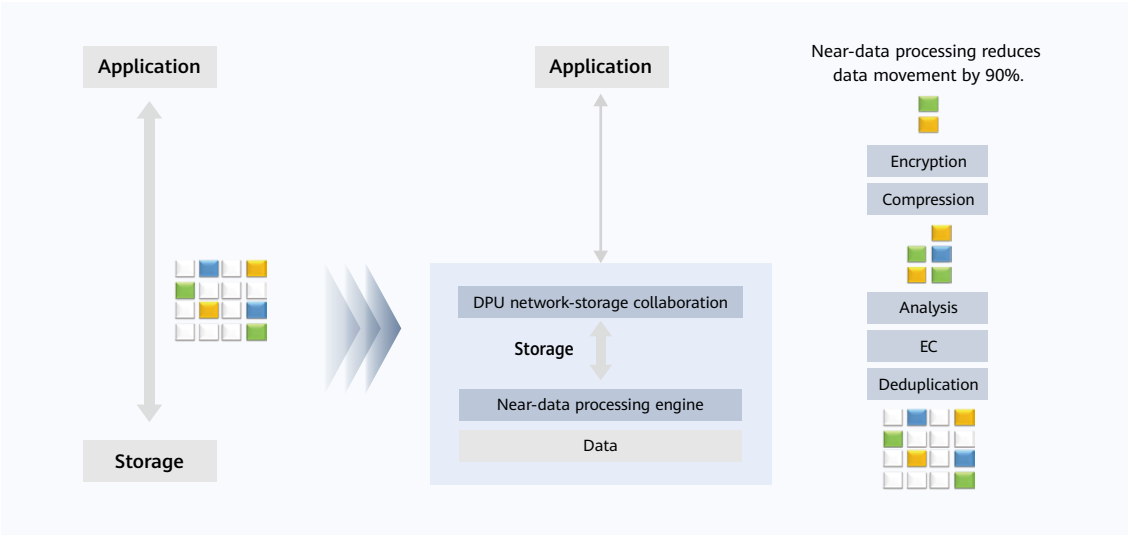 Application
Storage
Application
DPU network-storage collaboration
Storage
Near-data processing engine
Data
Near-data processing reduces
data movement by 90%.
Encryption
Compression
Analysis
EC
Deduplication